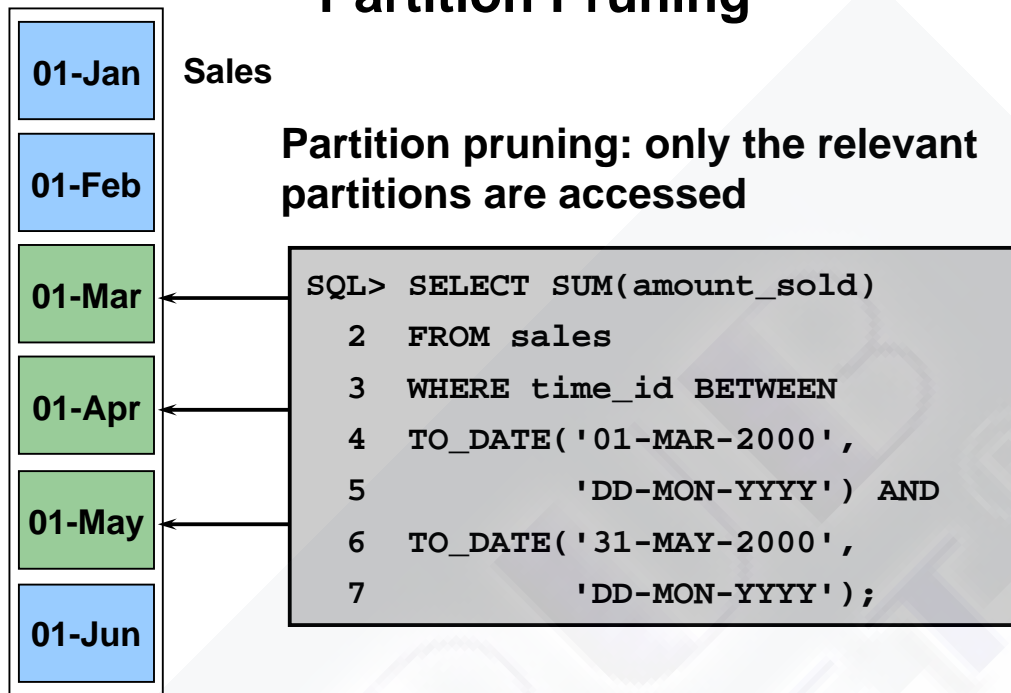 Partition Pruning
01-Jan
Sales
01-Feb
Partition pruning: only the relevant
partitions are accessed
01-Mar
01-Apr
01-May
01-Jun
SQL> SELECT SUM(amount_sold)
2 FROM sales
3 WHERE time_id BETWEEN
4 TO_DATE('01-MAR-2000',
5 'DD-MON-YYYY') AND
6 TO_DATE('31-MAY-2000',
7 'DD-MON-YYYY');